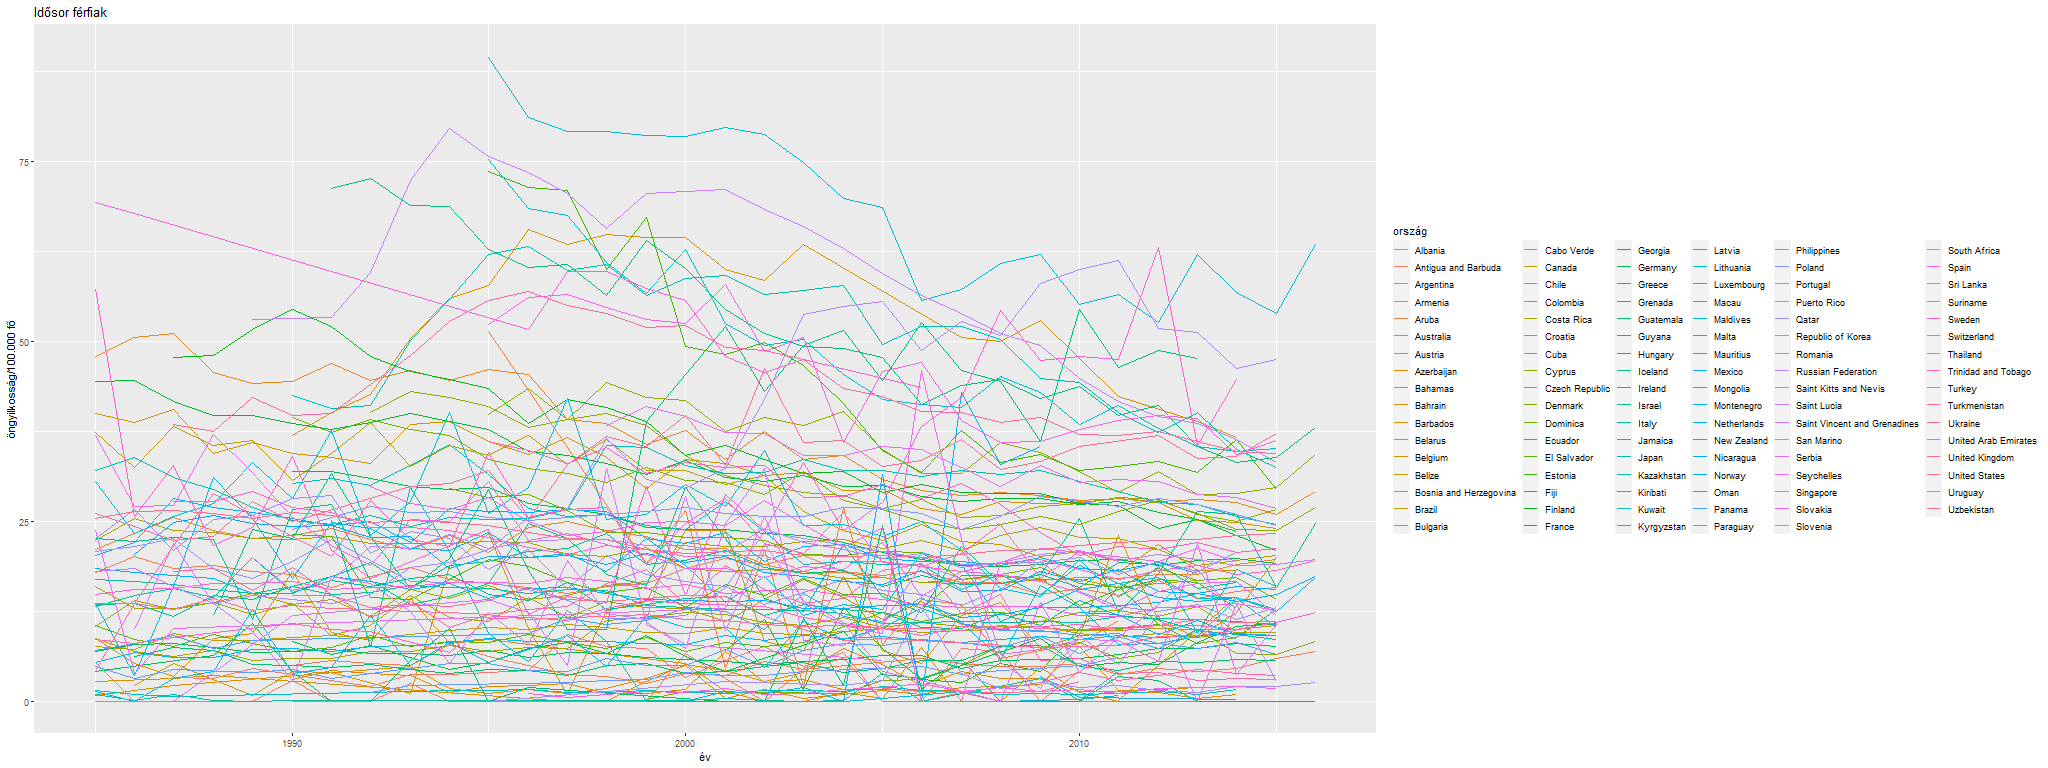 Idősor férfiak
öngyilkosság/100.000 fő
75
50
25
0
1990
2000
2010
év
ország
Albania
Antigua and Barbuda
Argentina
Armenia
Aruba
Australia
Austria
Azerbaijan
Bahamas
Bahrain
Barbados
Belarus
Belgium
Belize
Bosnia and Herzegovina
Brazil
Bulgaria
Cabo Verde
Canada
Chile
Colombia
Costa Rica
Croatia
Cuba
Cyprus
Czech Republic
Denmark
Dominica
Ecuador
El Salvador
Estonia
Fiji
Finland
France
Georgia
Germany
Greece
Grenada
Guatemala
Guyana
Hungary
Iceland
Ireland
Israel
Italy
Jamaica
Japan
Kazakhstan
Kiribati
Kuwait
Kyrgyzstan
Latvia
Lithuania
Luxembourg
Macau
Maldives
Malta
Mauritius
Mexico
Mongolia
Montenegro
Netherlands
New Zealand
Nicaragua
Norway
Oman
Panama
Paraguay
Philippines
Poland
Portugal
Puerto Rico
Qatar
Republic of Korea
Romania
Russian Federation
Saint Kitts and Nevis
Saint Lucia
Saint Vincent and Grenadines
San Marino
Serbia
Seychelles
Singapore
Slovakia
Slovenia
South Africa
Spain
Sri Lanka
Suriname
Sweden
Switzerland
Thailand
Trinidad and Tobago
Turkey
Turkmenistan
Ukraine
United Arab Emirates
United Kingdom
United States
Uruguay
Uzbekistan